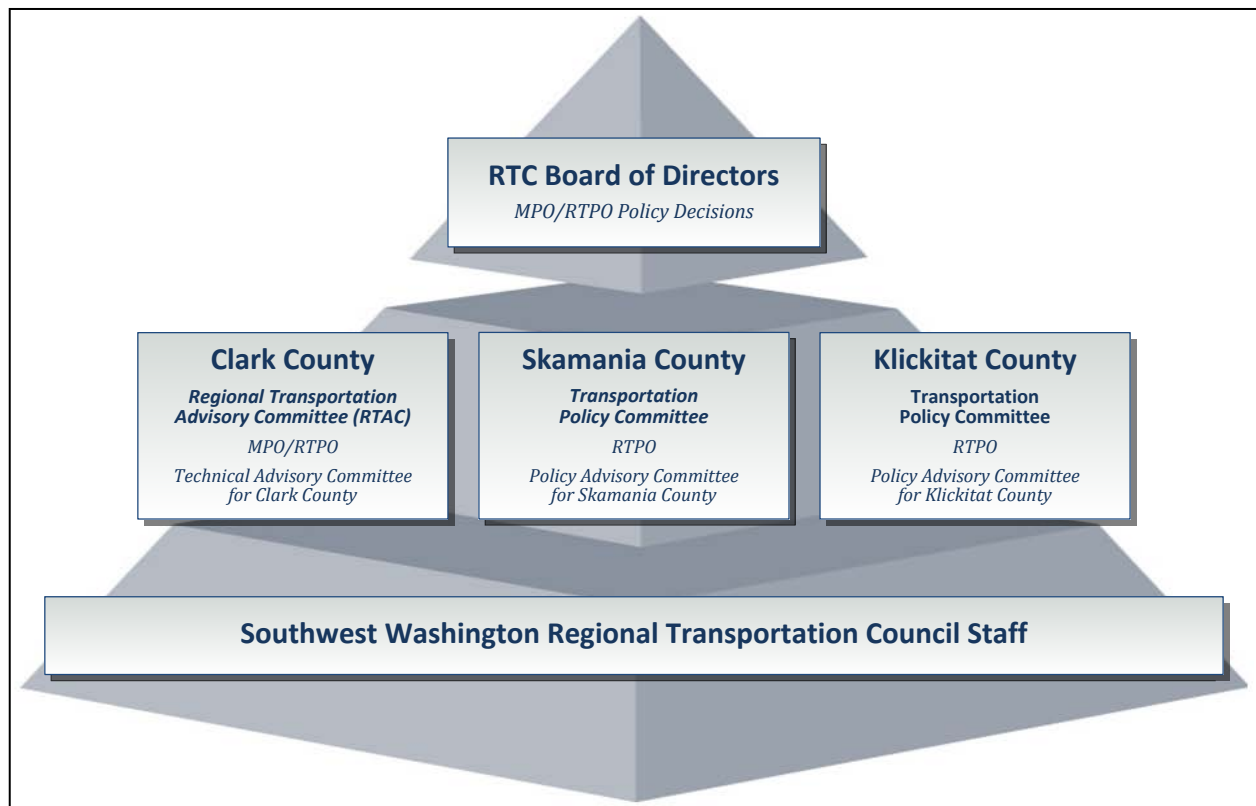 RTC Board of Directors
MPO/RTPO Policy Decisions
Clark County
Regional Transportation
Advisory Committee (RTAC)
MPO/RTPO
Technical Advisory Committee
for Clark County
Skamania County
Transportation
Policy Committee
RTPO
Policy Advisory Committee
for Skamania County
Klickitat County
Transportation
Policy Committee
RTPO
Policy Advisory Committee
for Klickitat County
Southwest Washington Regional Transportation Council Staff